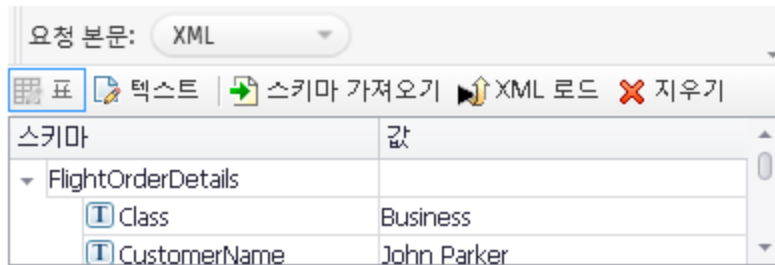 요청 본문: XML
표 텍스트 스키마 가져오기 XML 로드 지우기
스키마 값
FlightOrderDetails
T Class Business
T CustomerName John Parker